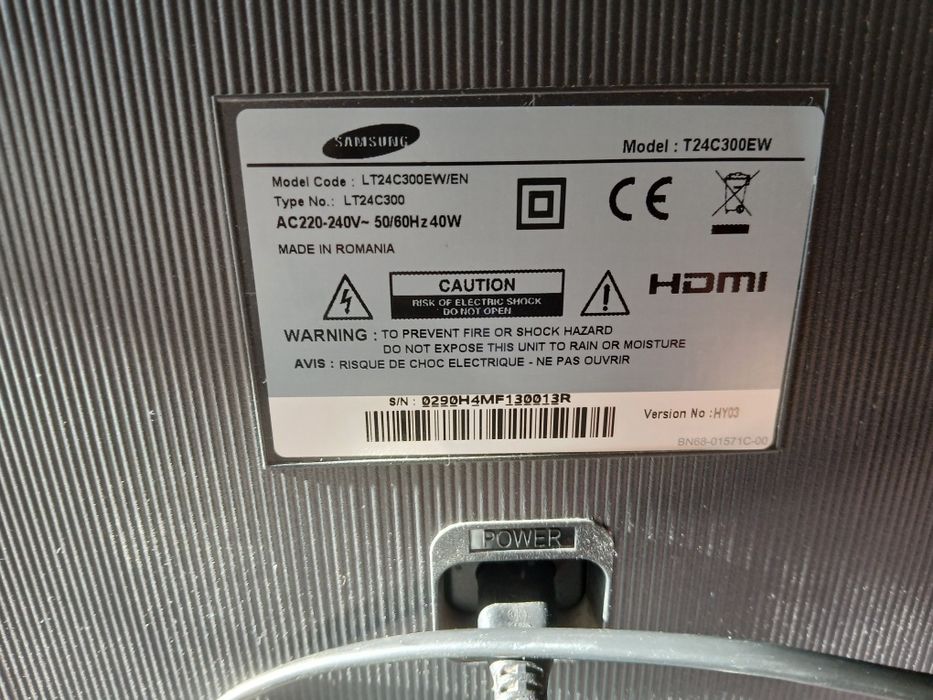 SAMSUNG
Model : T24C300EW
Model Code : LT24C300EW/EN
Type No.: LT24C300
AC220-240V~ 50/60Hz 40W
MADE IN ROMANIA
CE
CAUTION
RISK OF ELECTRIC SHOCK
DO NOT OPEN
HDMI
WARNING : TO PREVENT FIRE OR SHOCK HAZARD
DO NOT EXPOSE THIS UNIT TO RAIN OR MOISTURE
AVIS : RISQUE DE CHOC ELECTRIQUE - NE PAS OUVRIR
S/N : 0290H4MF130013R
Version No :HY03
BN68-01571C-00
POWER